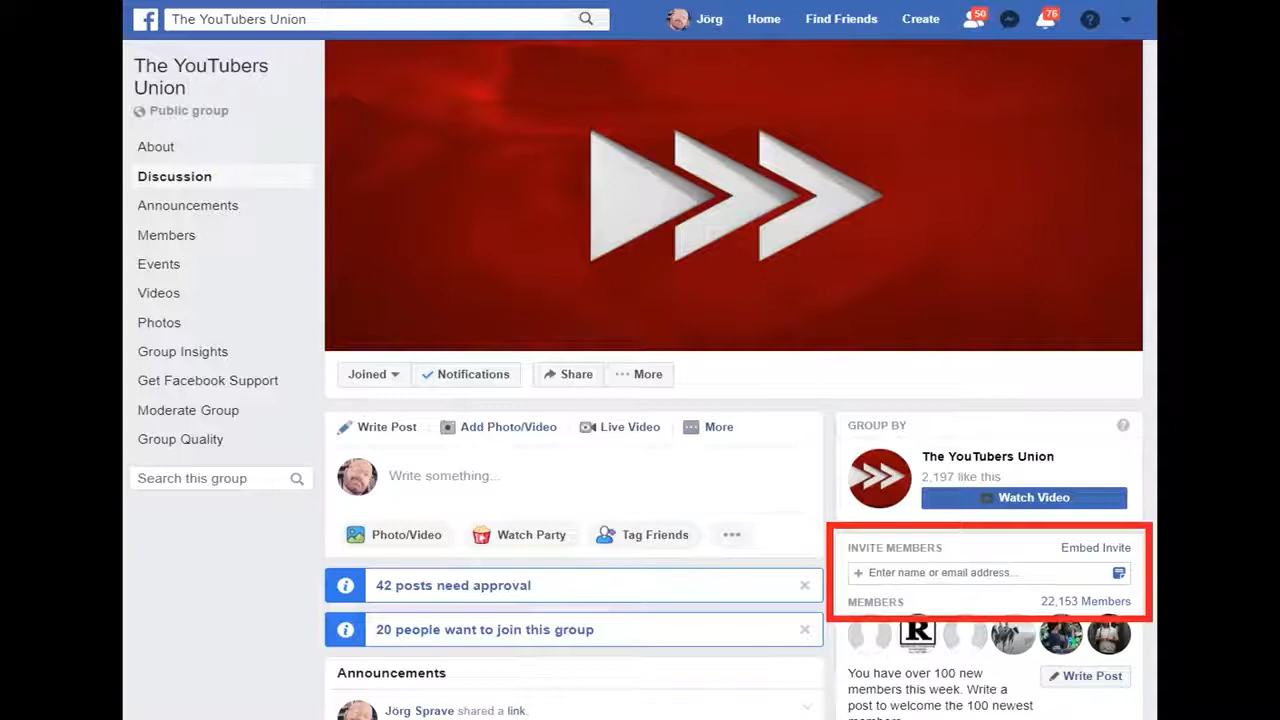 The YouTubers Union
Jörg
Home
Find Friends
Create
50
76
The YouTubers
Union
Public group
About
Discussion
Announcements
Members
Events
Videos
Photos
Group Insights
Get Facebook Support
Moderate Group
Group Quality
Search this group
Joined
Notifications
Share
More
Write Post
Add Photo/Video
Live Video
More
Write something...
Photo/Video
Watch Party
Tag Friends
42 posts need approval
20 people want to join this group
Announcements
Jörg Sprave shared a link.
GROUP BY
The YouTubers Union
2,197 like this
Watch Video
INVITE MEMBERS
Embed Invite
+ Enter name or email address...
MEMBERS
22,153 Members
R
You have over 100 new
members this week. Write a
post to welcome the 100 newest
Write Post